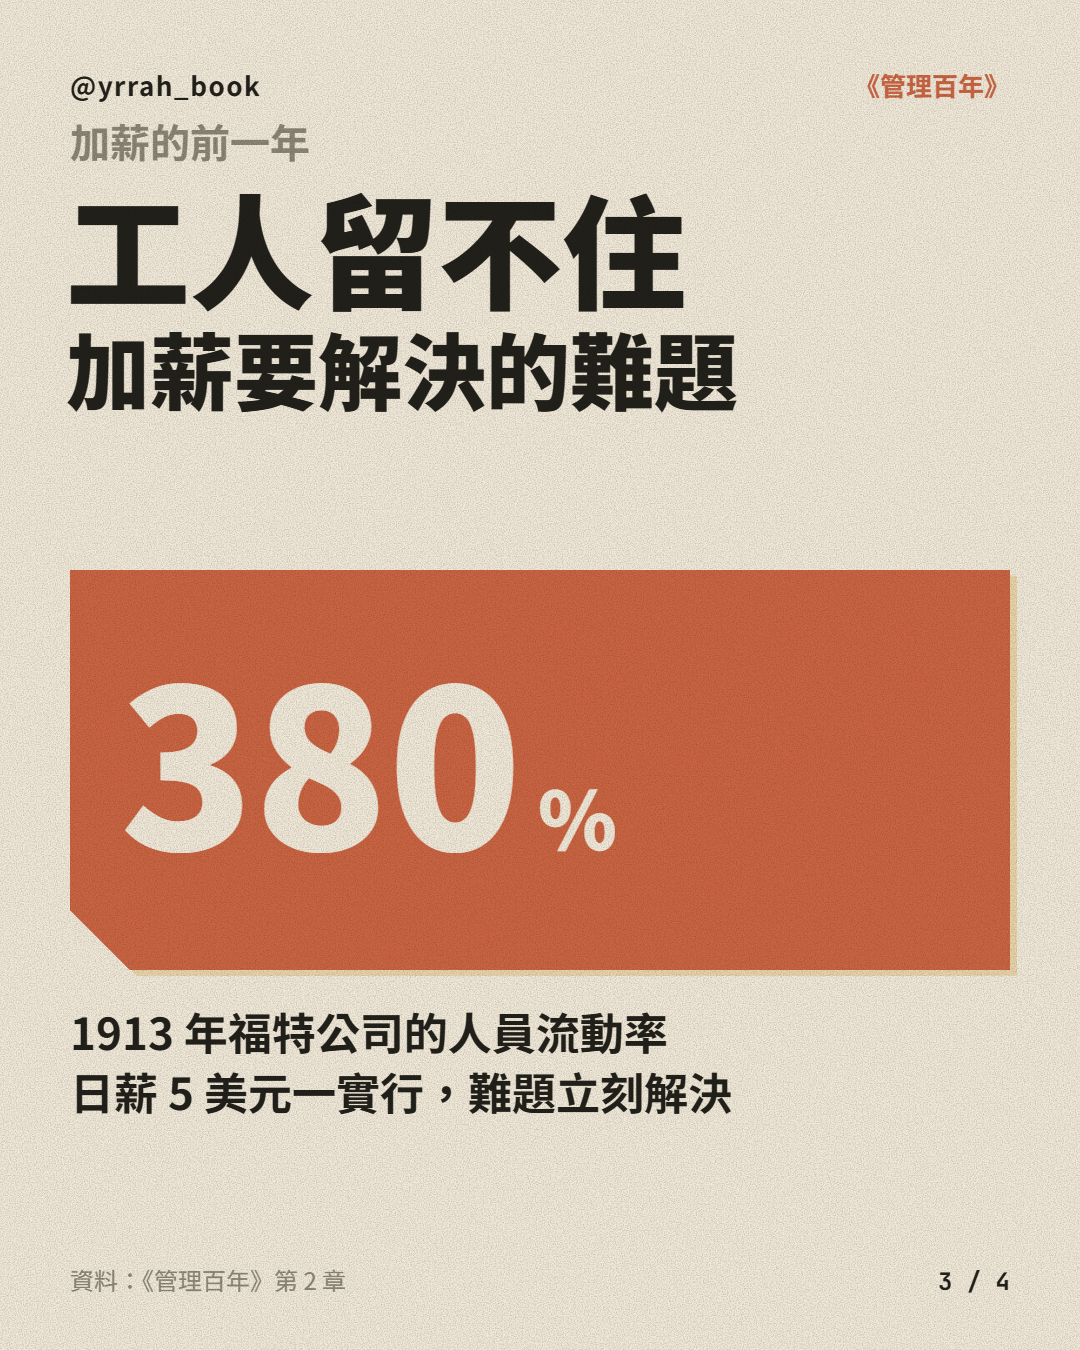 @yrrah_book
《管理百年》
加薪的前一年
工人留不住
加薪要解決的難題
380 %
1913 年福特公司的人員流動率
日薪 5 美元一實行，難題立刻解決
資料：《管理百年》第 2 章
3 / 4